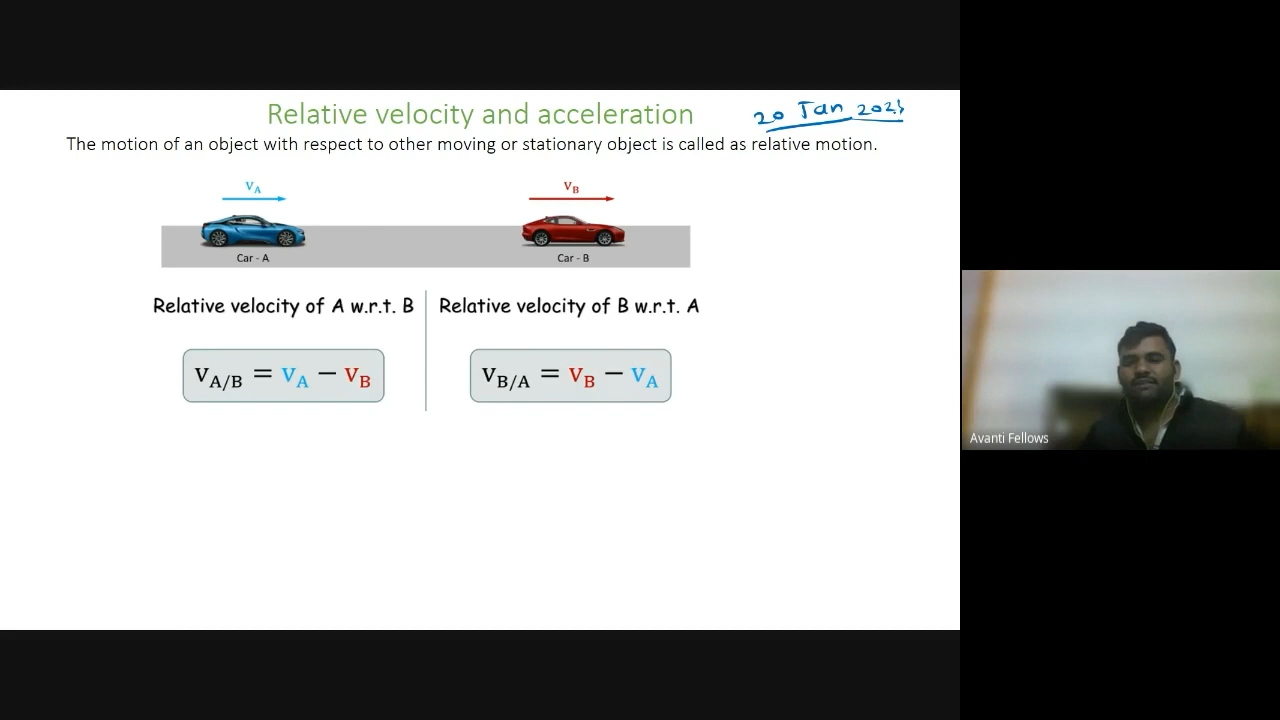 Relative velocity and acceleration
20 Jan
The motion of an object with respect to other moving or stationary object is called as relative motion.
vA
vB
Car - A
Car - B
Relative velocity of A w.r.t. B
Relative velocity of B w.r.t. A
vA/B = vA − vB
vB/A = vB − vA
Avanti Fellows